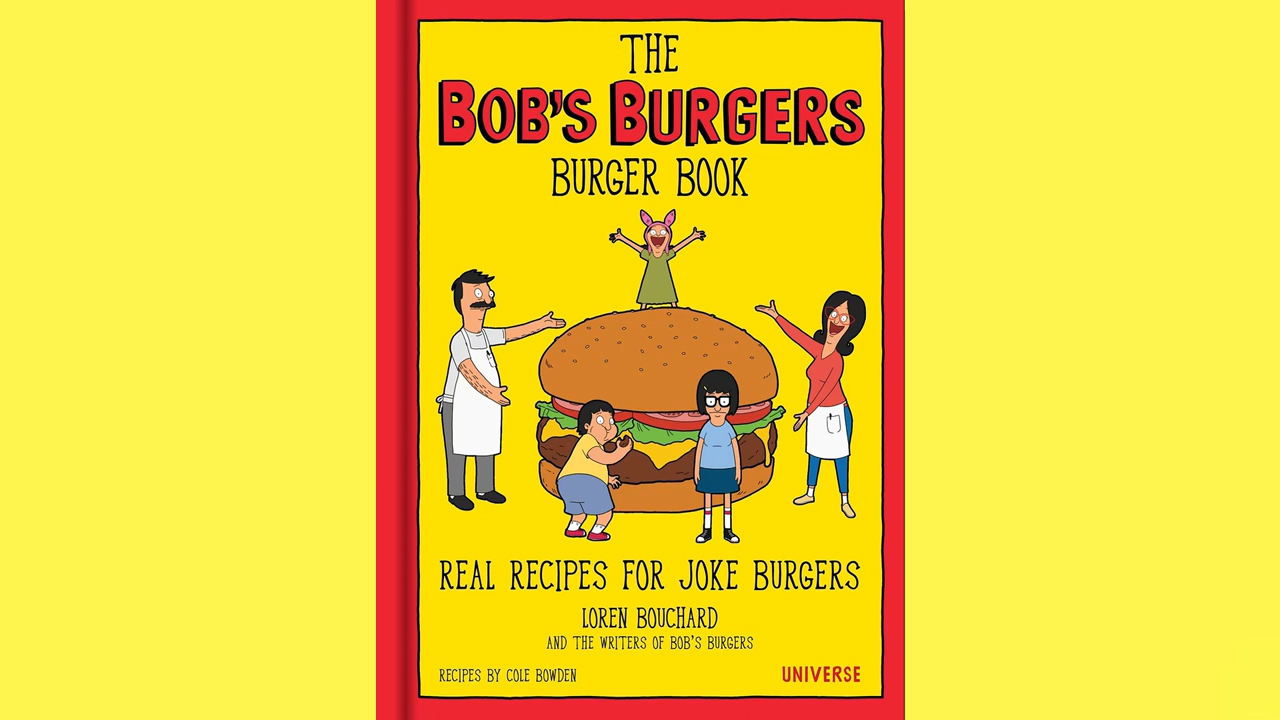 THE
BOB'S BURGERS
BURGER BOOK
REAL RECIPES FOR JOKE BURGERS
LOREN BOUCHARD
AND THE WRITERS OF BOB'S BURGERS
RECIPES BY COLE BOWDEN
UNIVERSE